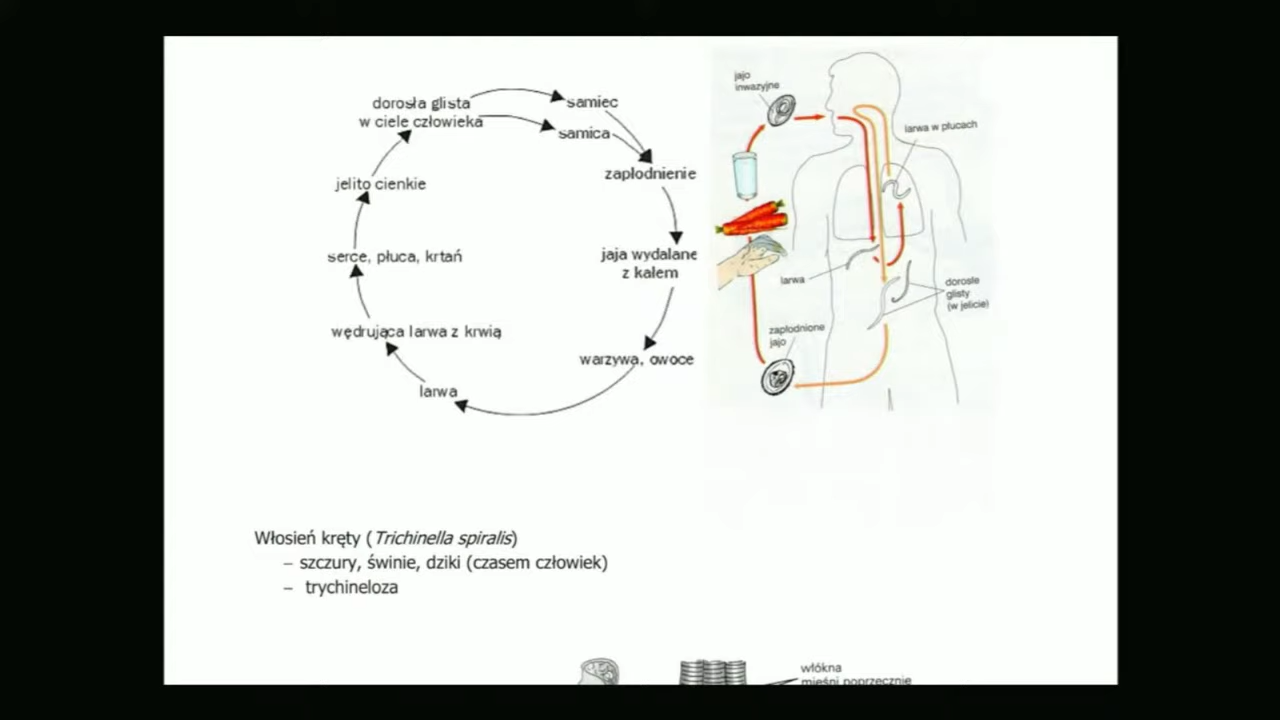 dorosła glista
w ciele człowieka
samiec
samica
zapłodnienie
jaja wydalane
z kałem
warzywa, owoce
larwa
wędrująca larwa z krwią
serce, płuca, krtań
jelito cienkie
jajo
inwazyjne
larwa w płucach
larwa
dorosłe
glisty
(w jelicie)
zapłodnione
jajo
Włosień kręty (Trichinella spiralis)
– szczury, świnie, dziki (czasem człowiek)
– trychineloza
włókna
mięśni poprzecznie